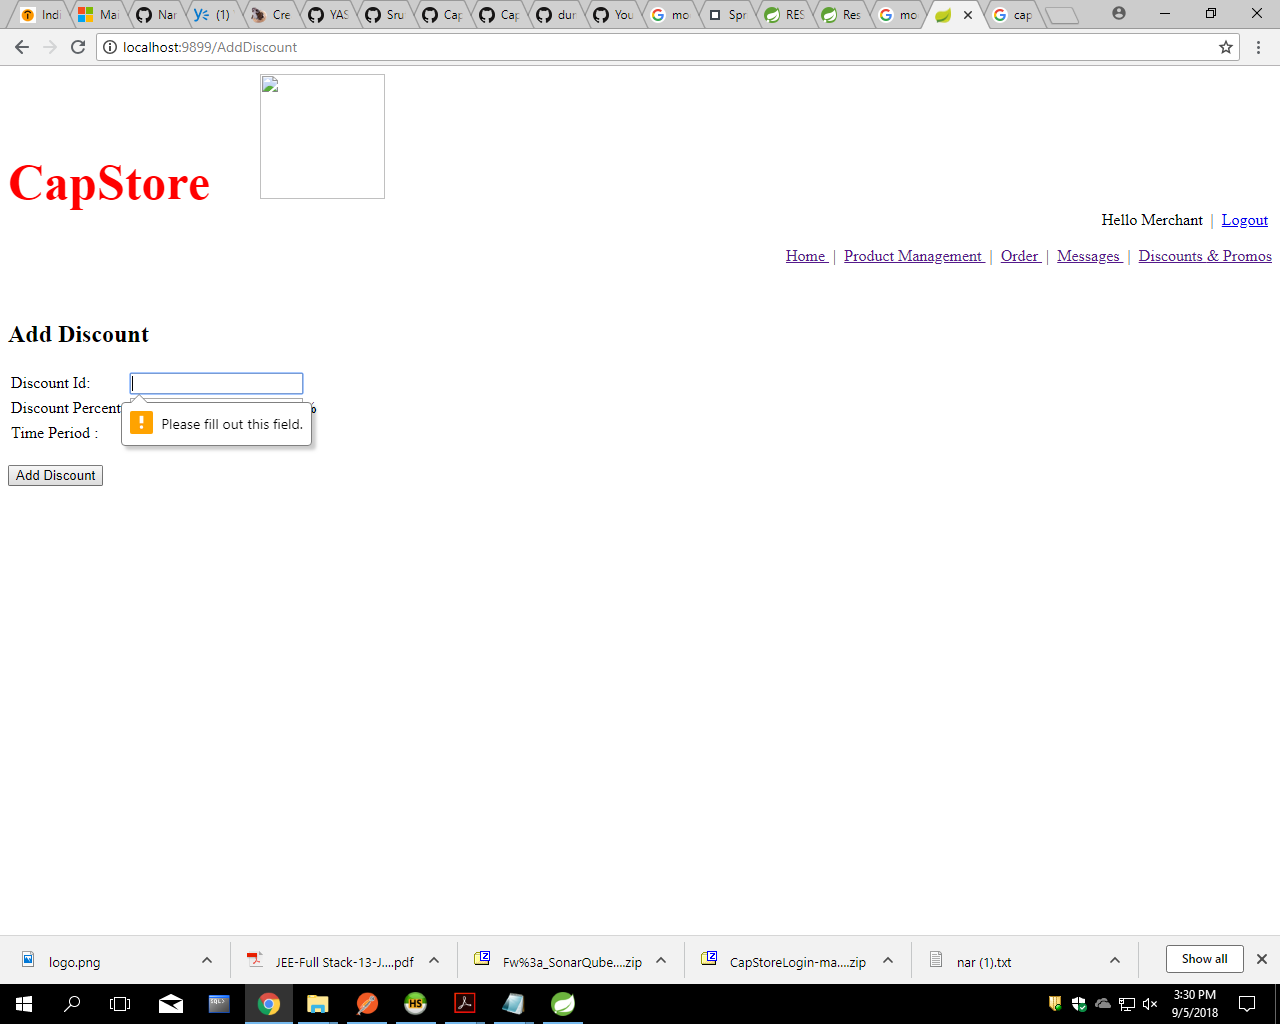 Indi
Ma
Nar
(1)
Cre
YAS
Sru
Cap
Cap
dur
You
mo
Spr
RES
Res
mo
cap
localhost:9899/AddDiscount
CapStore
Hello Merchant | Logout
Home | Product Management | Order | Messages | Discounts & Promos
Add Discount
Discount Id:
Discount Percent %
Please fill out this field.
Time Period :
Add Discount
logo.png
JEE-Full Stack-13-J....pdf
Fw%3a_SonarQube....zip
CapStoreLogin-ma....zip
nar (1).txt
Show all
3:30 PM
9/5/2018